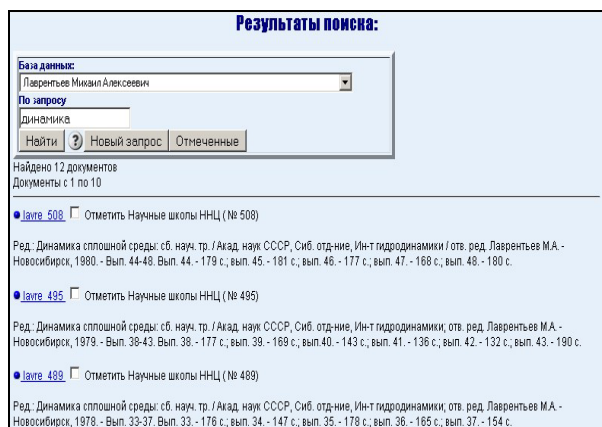 Результаты поиска:
База данных:
Лаврентьев Михаил Алексеевич
По запросу
динамика
Найти ? Новый запрос Отмеченные
Найдено 12 документов
Документы с 1 по 10
lavre_508 Отметить Научные школы ННЦ ( № 508)
Ред.: Динамика сплошной среды: сб. науч. тр. / Акад. наук СССР, Сиб. отд-ние, Ин-т гидродинамики / отв. ред. Лаврентьев М.А. -
Новосибирск, 1980. - Вып. 44-48. Вып. 44. - 179 с.; вып. 45. - 181 с.; вып. 46. - 177 с.; вып. 47. - 168 с.; вып. 48. - 180 с.
lavre_495 Отметить Научные школы ННЦ ( № 495)
Ред.: Динамика сплошной среды: сб. науч. тр. / Акад. наук СССР, Сиб. отд-ние, Ин-т гидродинамики; отв. ред. Лаврентьев М.А. -
Новосибирск, 1979. - Вып. 38-43. Вып. 38. - 177 с.; вып. 39. - 169 с.; вып.40. - 143 с.; вып. 41. - 136 с.; вып. 42. - 132 с.; вып. 43. - 190 с.
lavre_489 Отметить Научные школы ННЦ ( № 489)
Ред.: Динамика сплошной среды: сб. науч. тр. / Акад. наук СССР, Сиб. отд-ние, Ин-т гидродинамики; отв. ред. Лаврентьев М.А. -
Новосибирск, 1978. - Вып. 33-37. Вып. 33. - 176 с.; вып. 34. - 147 с.; вып. 35. - 178 с.; вып. 36. - 165 с.; вып. 37. - 154 с.